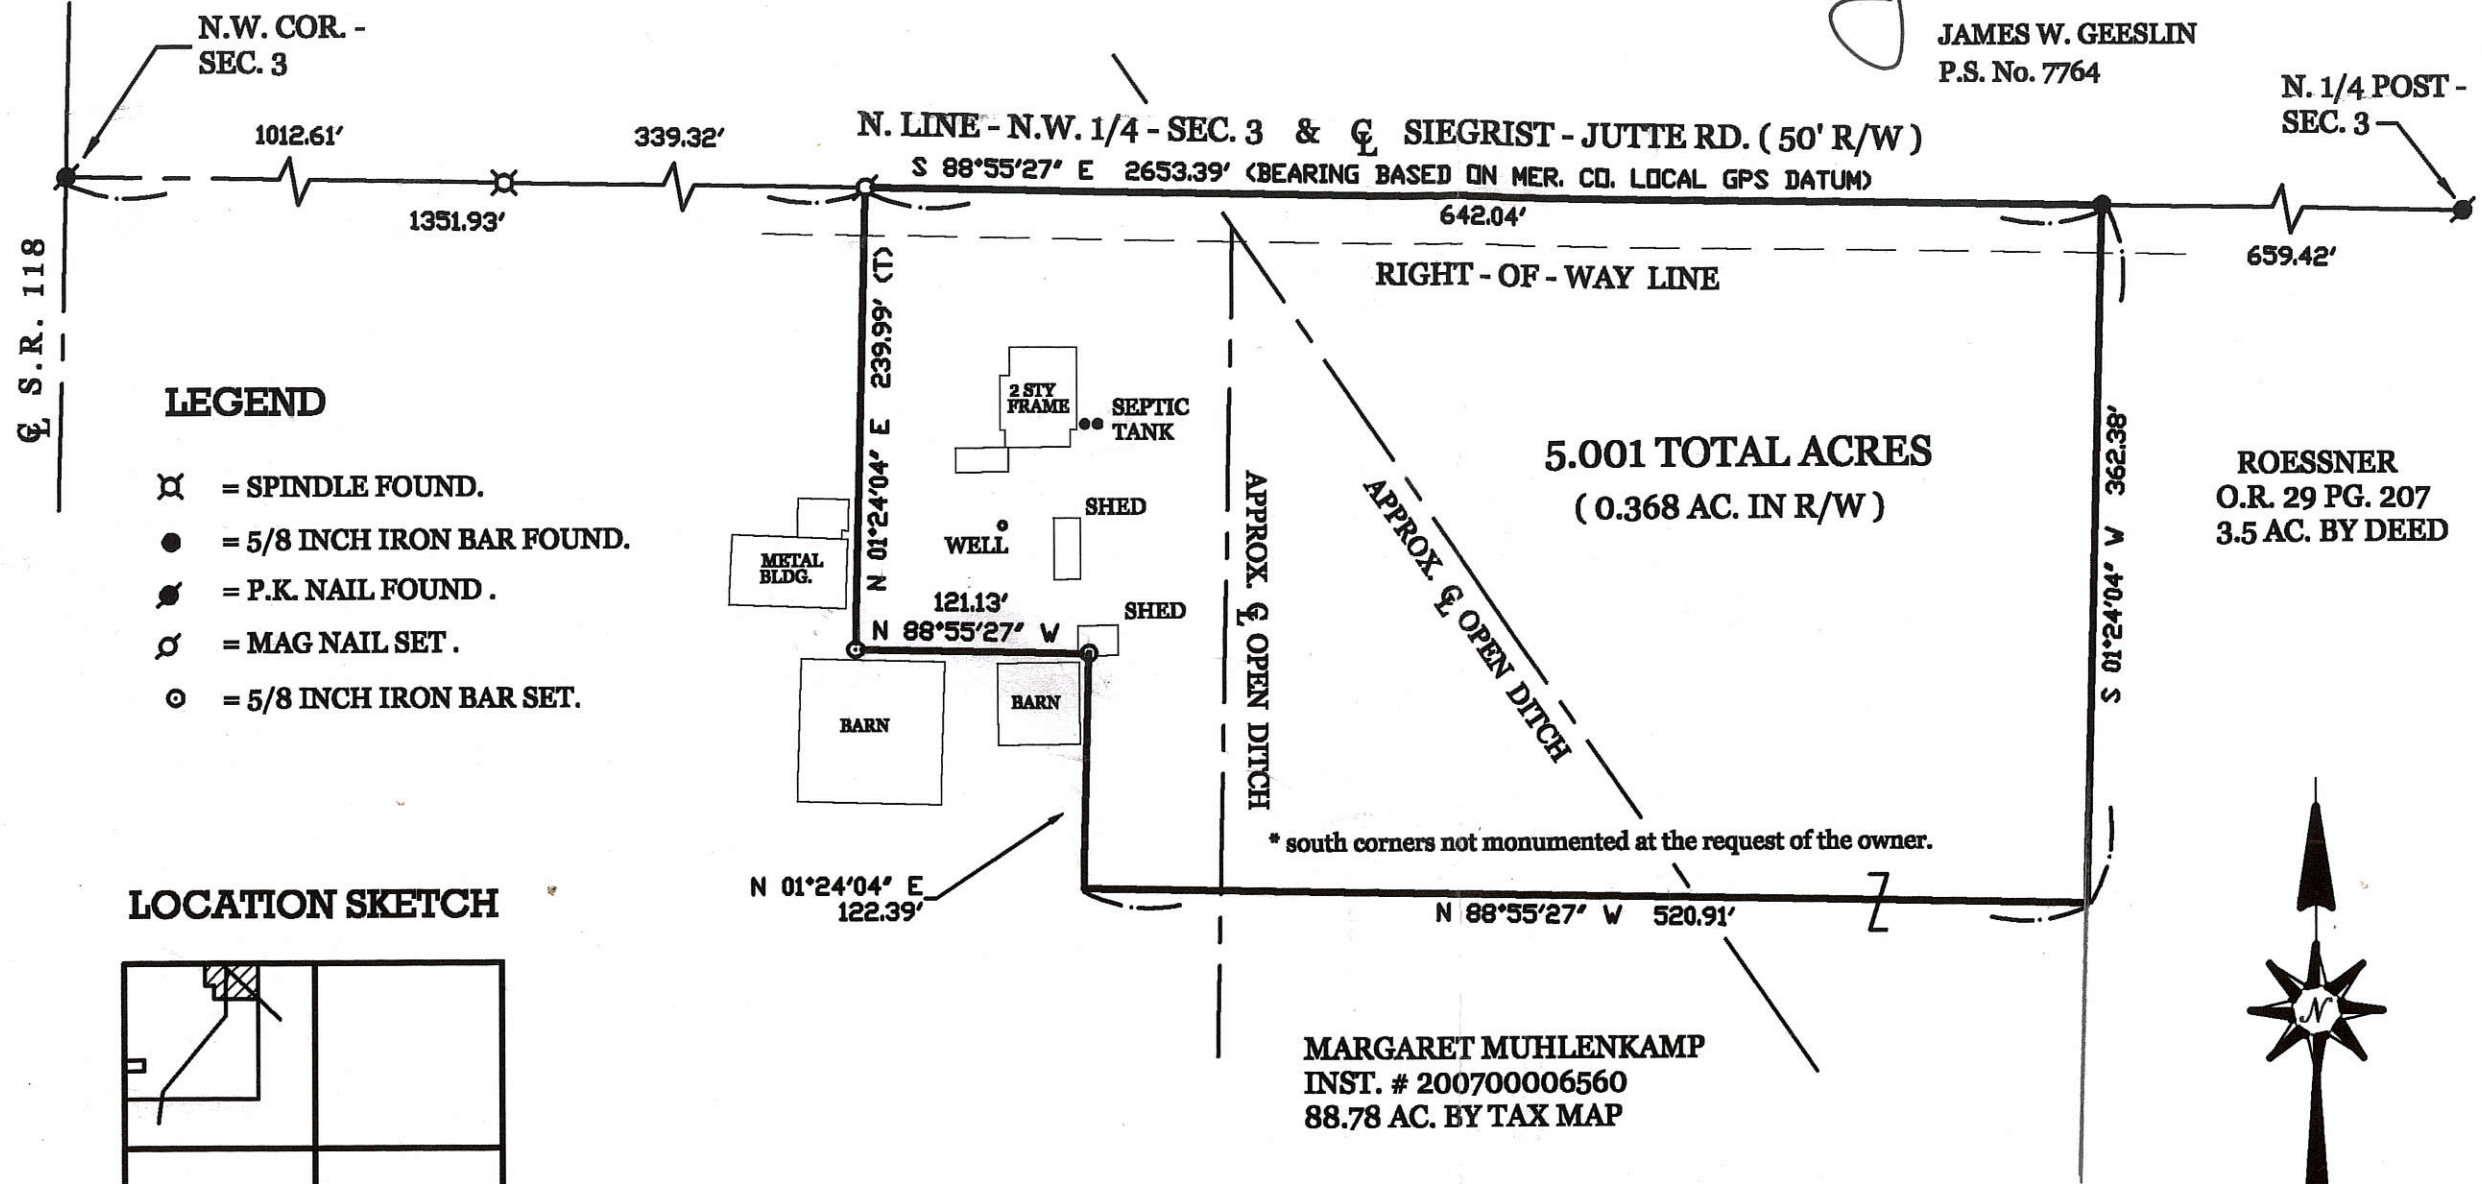 N.W. COR. -
SEC. 3
JAMES W. GEESLIN
P.S. No. 7764
N. 1/4 POST -
SEC. 3
1012.61'
339.32'
N. LINE - N.W. 1/4 - SEC. 3 & ℄ SIEGRIST - JUTTE RD. ( 50' R/W )
S 88°55'27" E 2653.39' (BEARING BASED ON MER. CO. LOCAL GPS DATUM)
1351.93'
642.04'
659.42'
RIGHT - OF - WAY LINE
℄ S.R. 118
N 01°24'04" E 239.99' (T)
LEGEND
= SPINDLE FOUND.
= 5/8 INCH IRON BAR FOUND.
= P.K. NAIL FOUND .
= MAG NAIL SET .
= 5/8 INCH IRON BAR SET.
2 STY
FRAME
SEPTIC
TANK
SHED
WELL
METAL
BLDG.
121.13'
N 88°55'27" W
SHED
BARN
BARN
APPROX. ℄ OPEN DITCH
APPROX. ℄ OPEN DITCH
5.001 TOTAL ACRES
( 0.368 AC. IN R/W )
S 01°24'04" W 362.38'
ROESSNER
O.R. 29 PG. 207
3.5 AC. BY DEED
* south corners not monumented at the request of the owner.
N 01°24'04" E
122.39'
N 88°55'27" W 520.91'
LOCATION SKETCH
MARGARET MUHLENKAMP
INST. # 200700006560
88.78 AC. BY TAX MAP
N